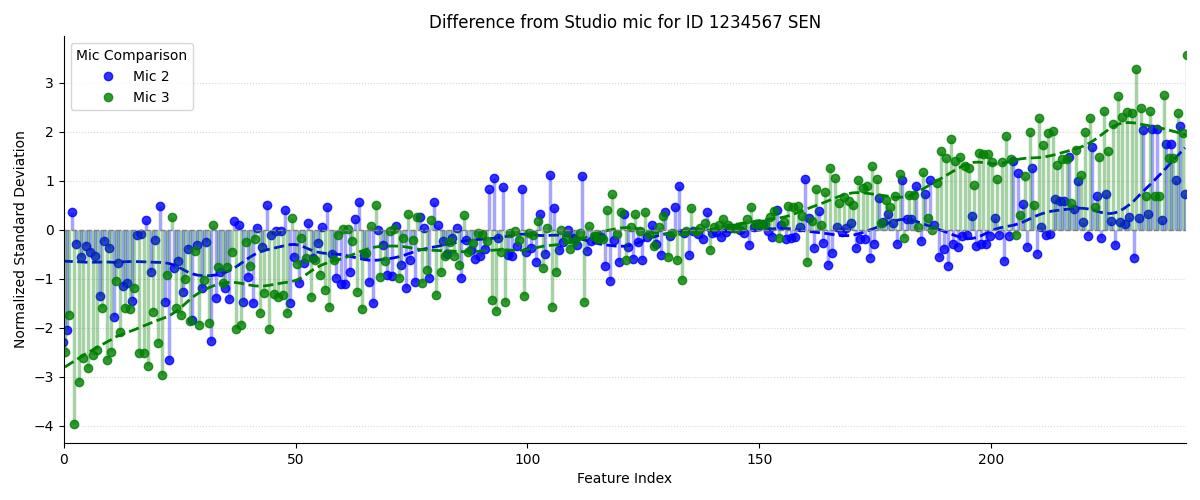 Difference from Studio mic for ID 1234567 SEN
Mic Comparison
Mic 2
Mic 3
Normalized Standard Deviation
3
2
1
0
−1
−2
−3
−4
0 50 100 150 200
Feature Index